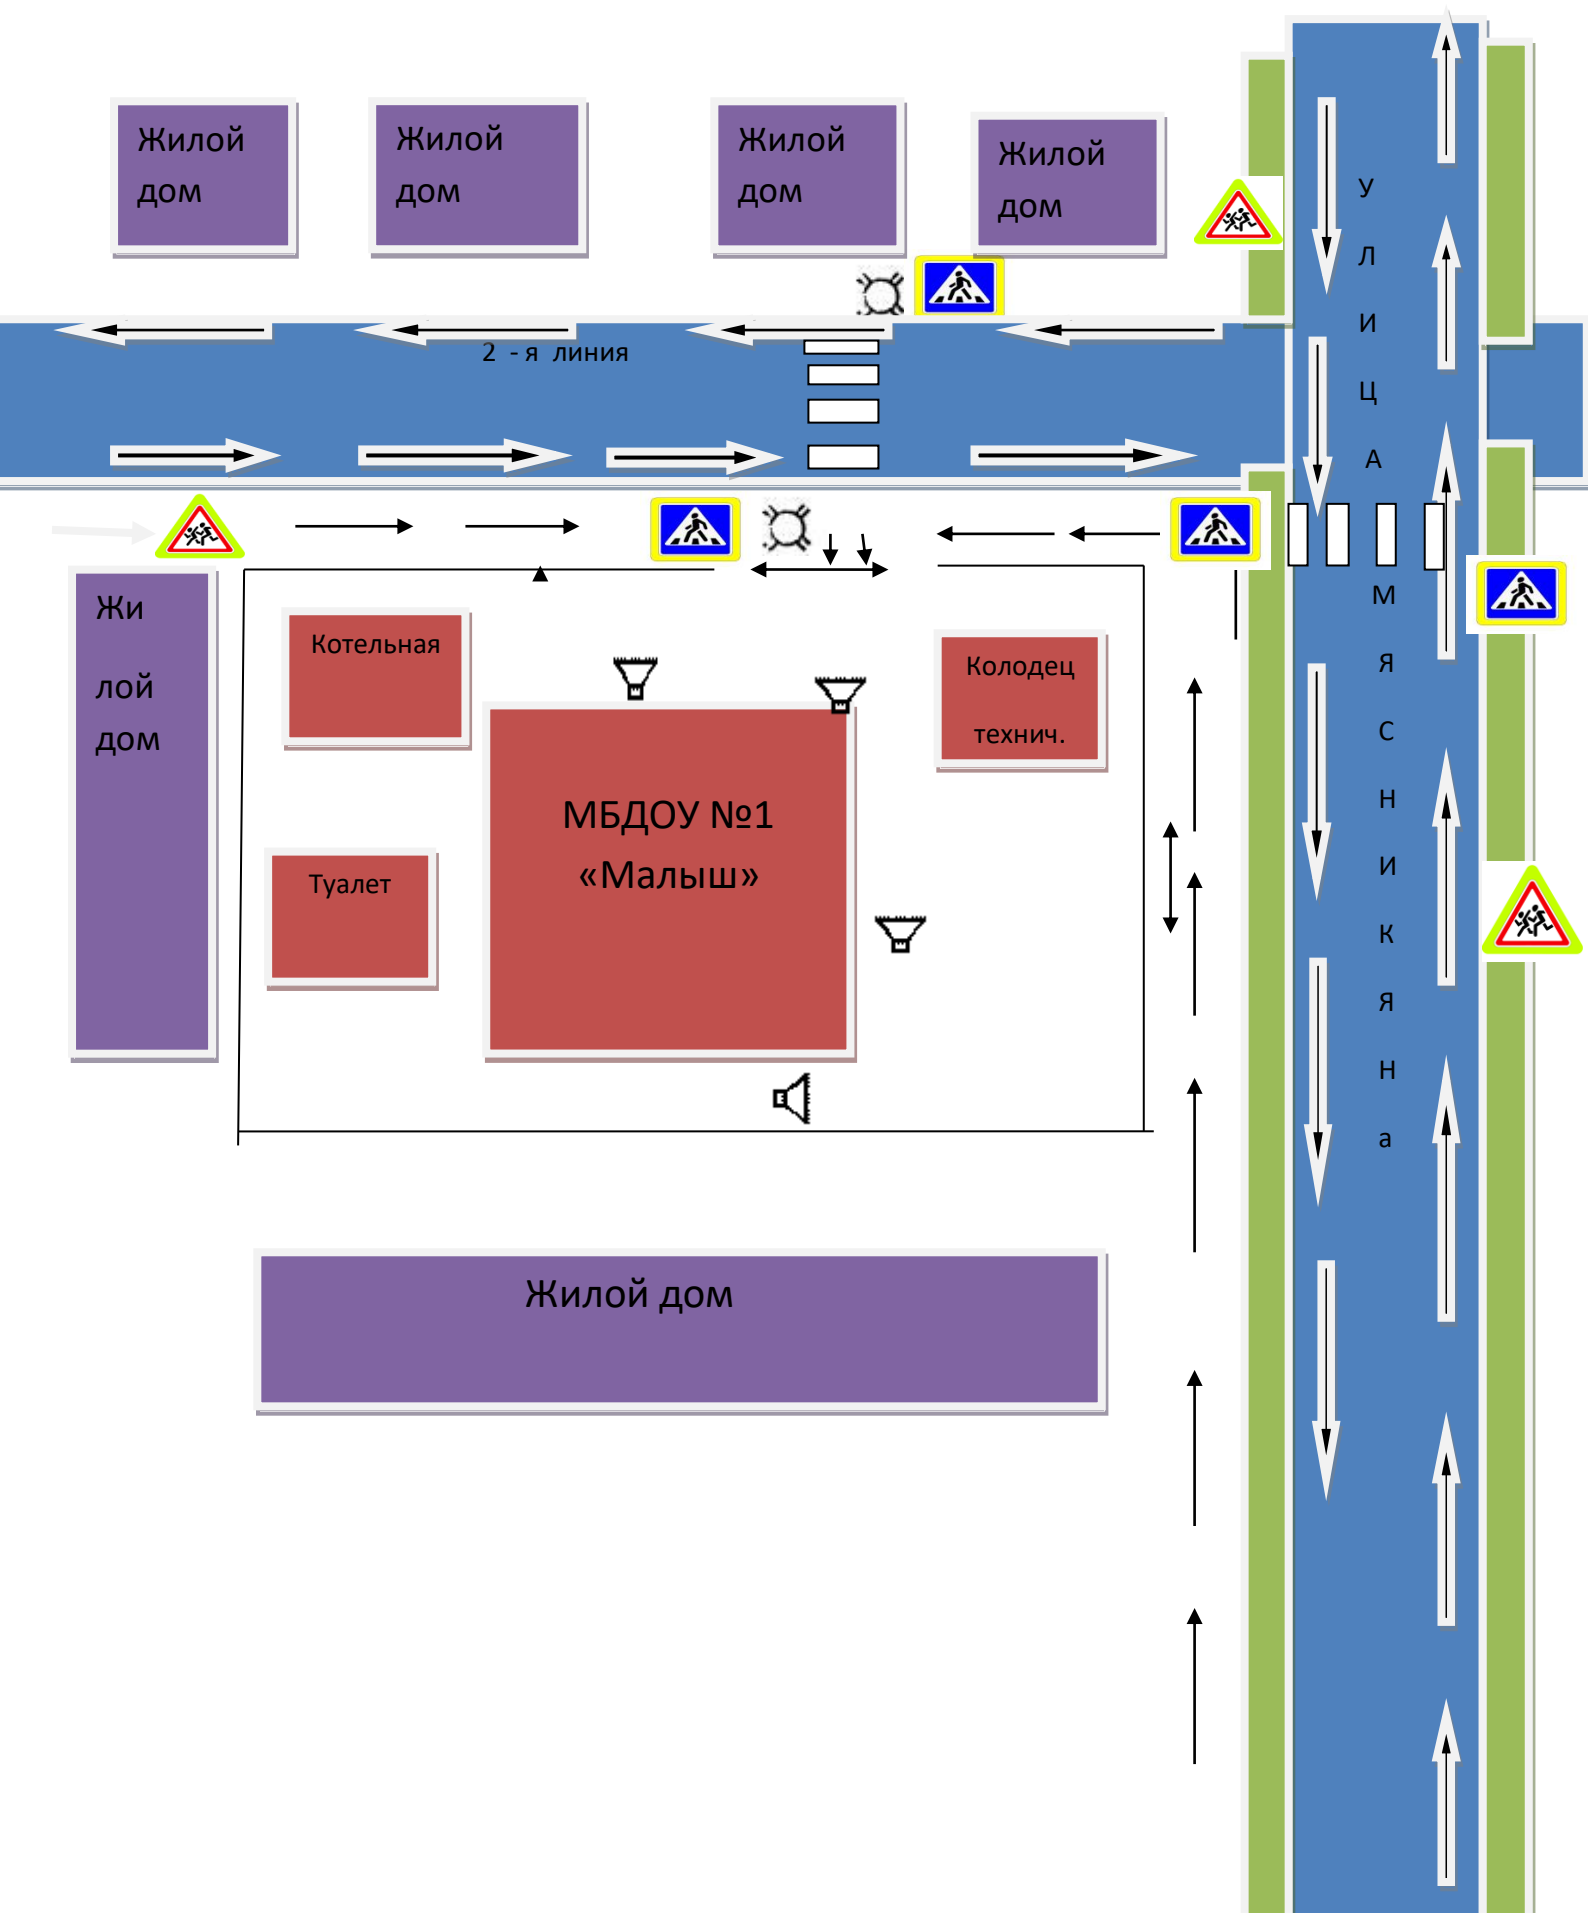 Жилой
дом
Жилой
дом
Жилой
дом
Жилой
дом
2 - я линия
У
Л
И
Ц
А
М
Я
С
Н
И
К
Я
Н
а
Жи
лой
дом
Котельная
Колодец
технич.
МБДОУ №1
«Малыш»
Туалет
Жилой дом